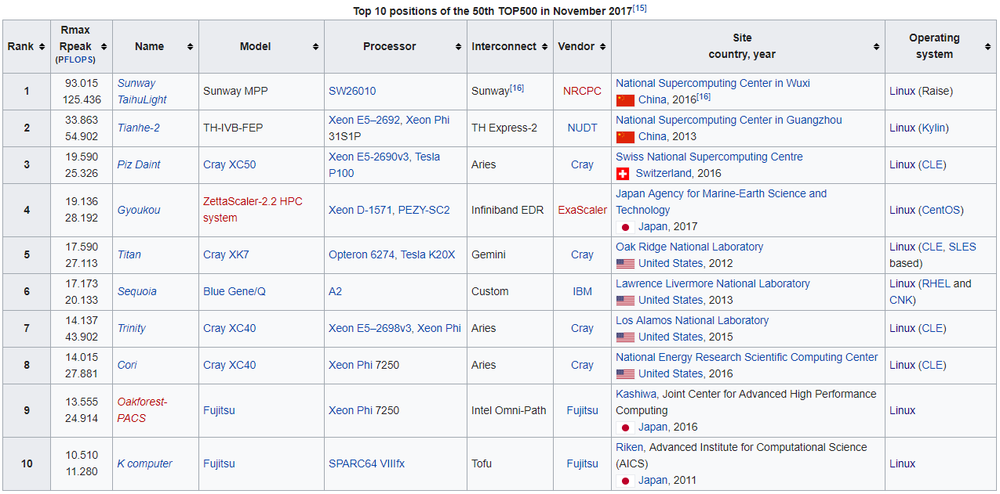 Top 10 positions of the 50th TOP500 in November 2017[15]
Rank Rmax Rpeak (PFLOPS) Name Model Processor Interconnect Vendor Site country, year Operating system
1 93.015 125.436 Sunway TaihuLight Sunway MPP SW26010 Sunway[16] NRCPC National Supercomputing Center in Wuxi China, 2016[16] Linux (Raise)
2 33.863 54.902 Tianhe-2 TH-IVB-FEP Xeon E5–2692, Xeon Phi 31S1P TH Express-2 NUDT National Supercomputing Center in Guangzhou China, 2013 Linux (Kylin)
3 19.590 25.326 Piz Daint Cray XC50 Xeon E5-2690v3, Tesla P100 Aries Cray Swiss National Supercomputing Centre Switzerland, 2016 Linux (CLE)
4 19.136 28.192 Gyoukou ZettaScaler-2.2 HPC system Xeon D-1571, PEZY-SC2 Infiniband EDR ExaScaler Japan Agency for Marine-Earth Science and Technology Japan, 2017 Linux (CentOS)
5 17.590 27.113 Titan Cray XK7 Opteron 6274, Tesla K20X Gemini Cray Oak Ridge National Laboratory United States, 2012 Linux (CLE, SLES based)
6 17.173 20.133 Sequoia Blue Gene/Q A2 Custom IBM Lawrence Livermore National Laboratory United States, 2013 Linux (RHEL and CNK)
7 14.137 43.902 Trinity Cray XC40 Xeon E5–2698v3, Xeon Phi Aries Cray Los Alamos National Laboratory United States, 2015 Linux (CLE)
8 14.015 27.881 Cori Cray XC40 Xeon Phi 7250 Aries Cray National Energy Research Scientific Computing Center United States, 2016 Linux (CLE)
9 13.555 24.914 Oakforest-PACS Fujitsu Xeon Phi 7250 Intel Omni-Path Fujitsu Kashiwa, Joint Center for Advanced High Performance Computing Japan, 2016 Linux
10 10.510 11.280 K computer Fujitsu SPARC64 VIIIfx Tofu Fujitsu Riken, Advanced Institute for Computational Science (AICS) Japan, 2011 Linux